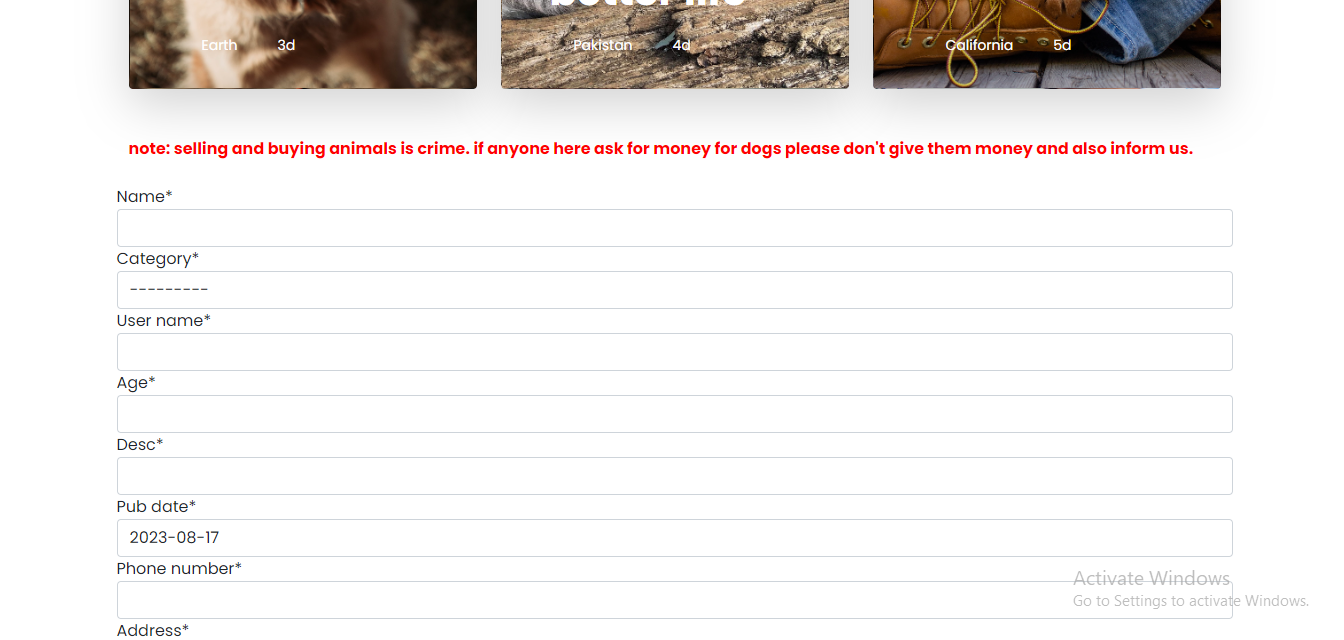 Earth 3d
Pakistan 4d
California 5d
note: selling and buying animals is crime. if anyone here ask for money for dogs please don't give them money and also inform us.
Name*
Category*
---------
User name*
Age*
Desc*
Pub date*
2023-08-17
Phone number*
Activate Windows
Go to Settings to activate Windows.
Address*